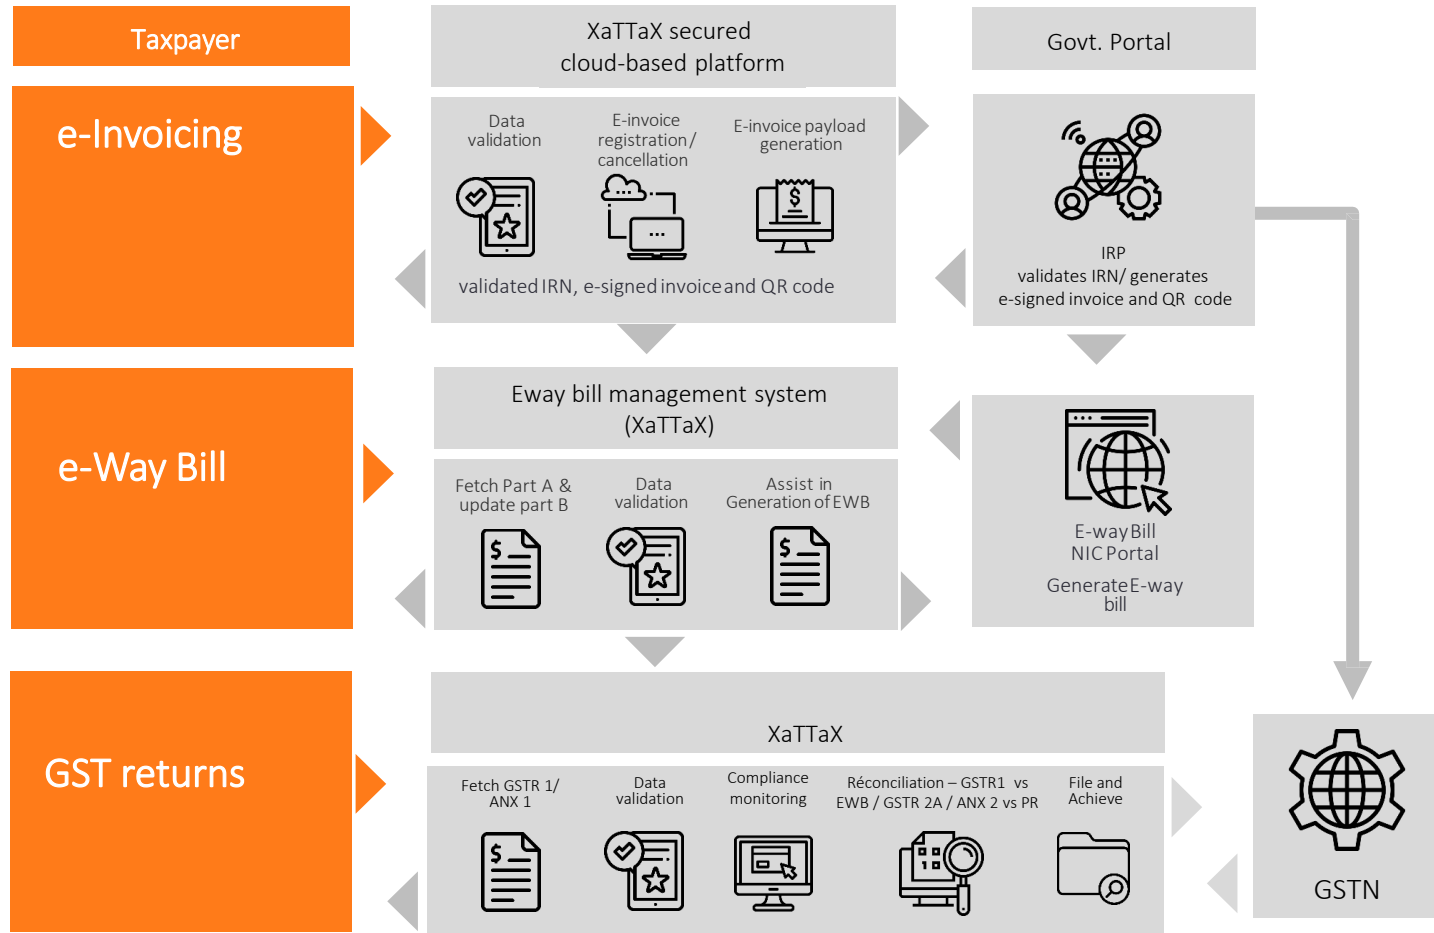 Taxpayer
XaTTaX secured
cloud-based platform
Govt. Portal
e-Invoicing
Data
validation
E-invoice
registration/
cancellation
E-invoice payload
generation
validated IRN, e-signed invoice and QR code
IRP
validates IRN/ generates
e-signed invoice and QR code
e-Way Bill
Eway bill management system
(XaTTaX)
Fetch Part A &
update part B
Data
validation
Assist in
Generation of EWB
E-way Bill
NIC Portal
Generate E-way
bill
GST returns
XaTTaX
Fetch GSTR 1/
ANX 1
Data
validation
Compliance
monitoring
Réconciliation – GSTR1 vs
EWB / GSTR 2A / ANX 2 vs PR
File and
Achieve
GSTN